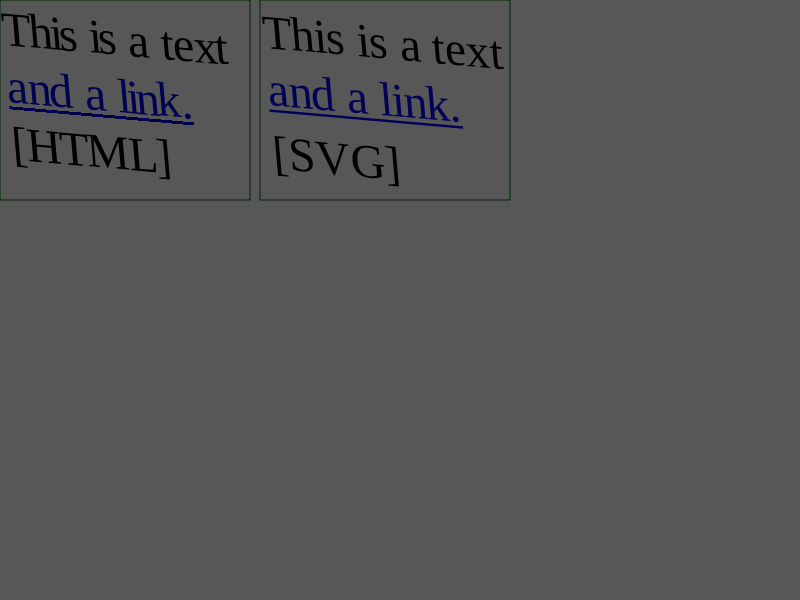 This is a text
and a link.
[HTML]
This is a text
and a link.
[SVG]